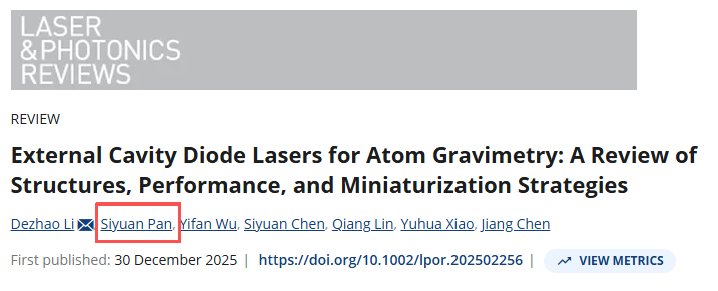 LASER
&PHOTONICS
REVIEWS
REVIEW
External Cavity Diode Lasers for Atom Gravimetry: A Review of
Structures, Performance, and Miniaturization Strategies
Dezhao Li, Siyuan Pan, Yifan Wu, Siyuan Chen, Qiang Lin, Yuhua Xiao, Jiang Chen
First published: 30 December 2025 | https://doi.org/10.1002/lpor.202502256 | VIEW METRICS